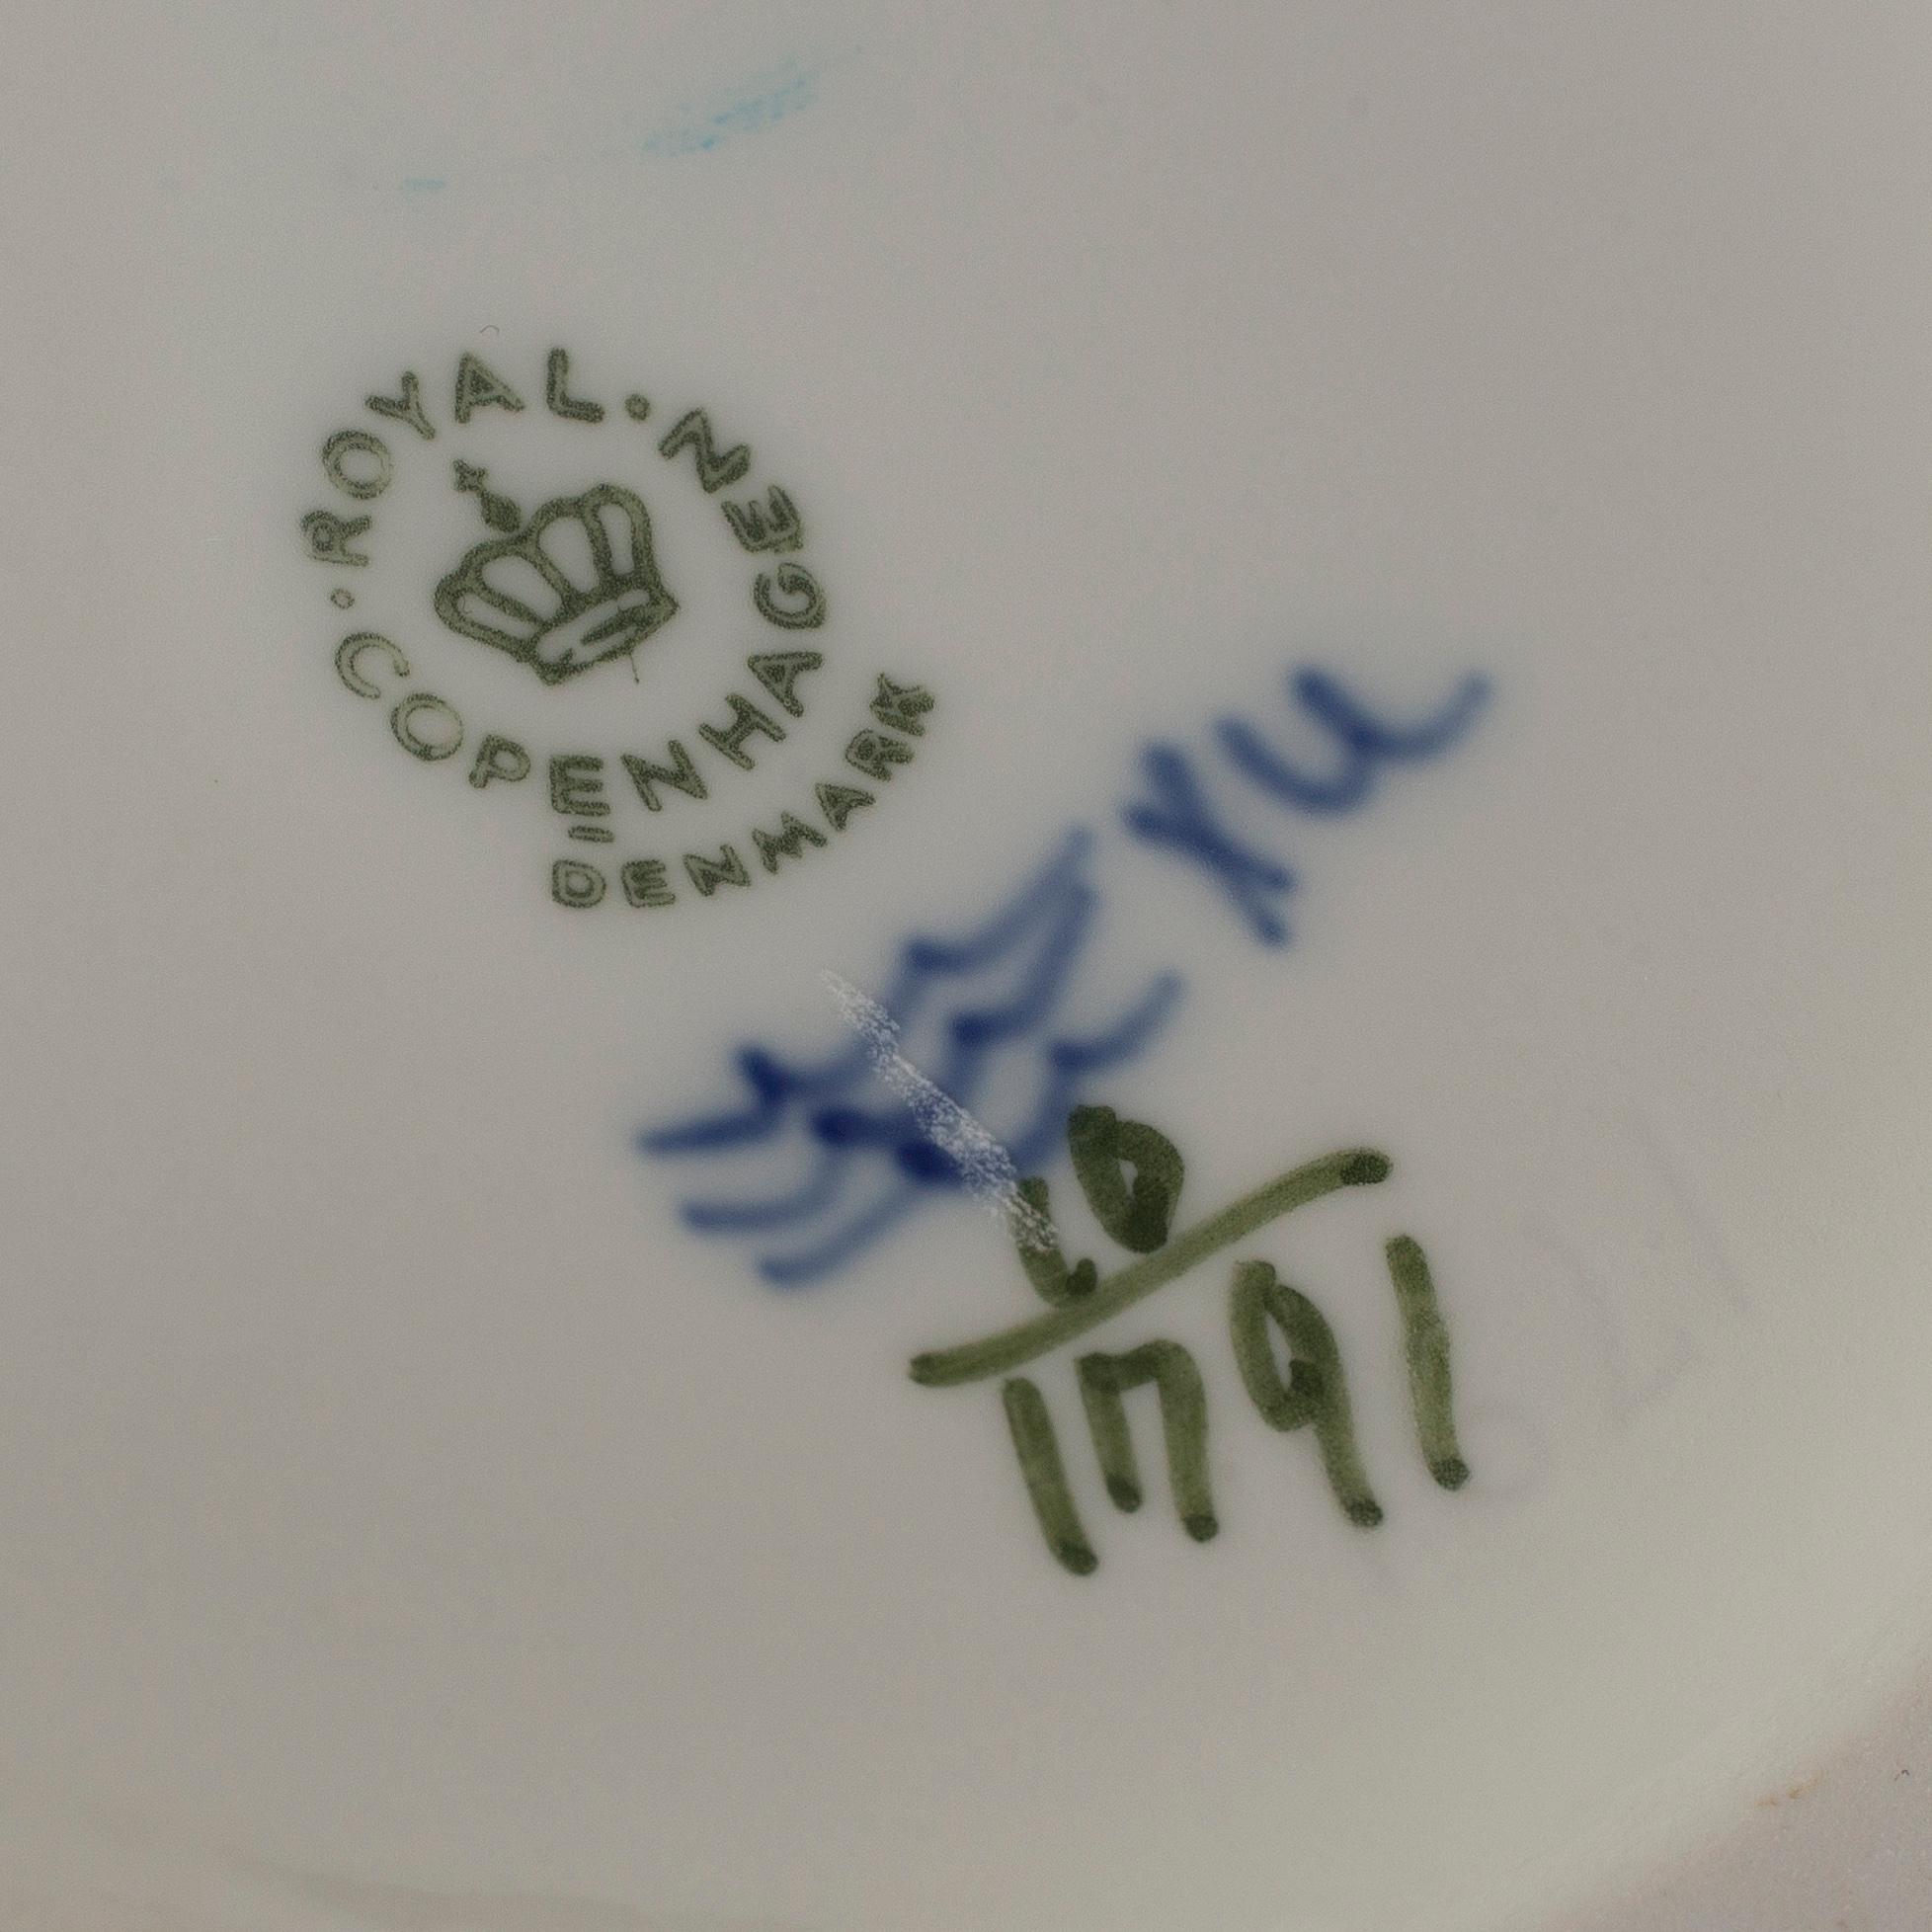 · ROYAL · COPENHAGEN
DENMARK
10
1791